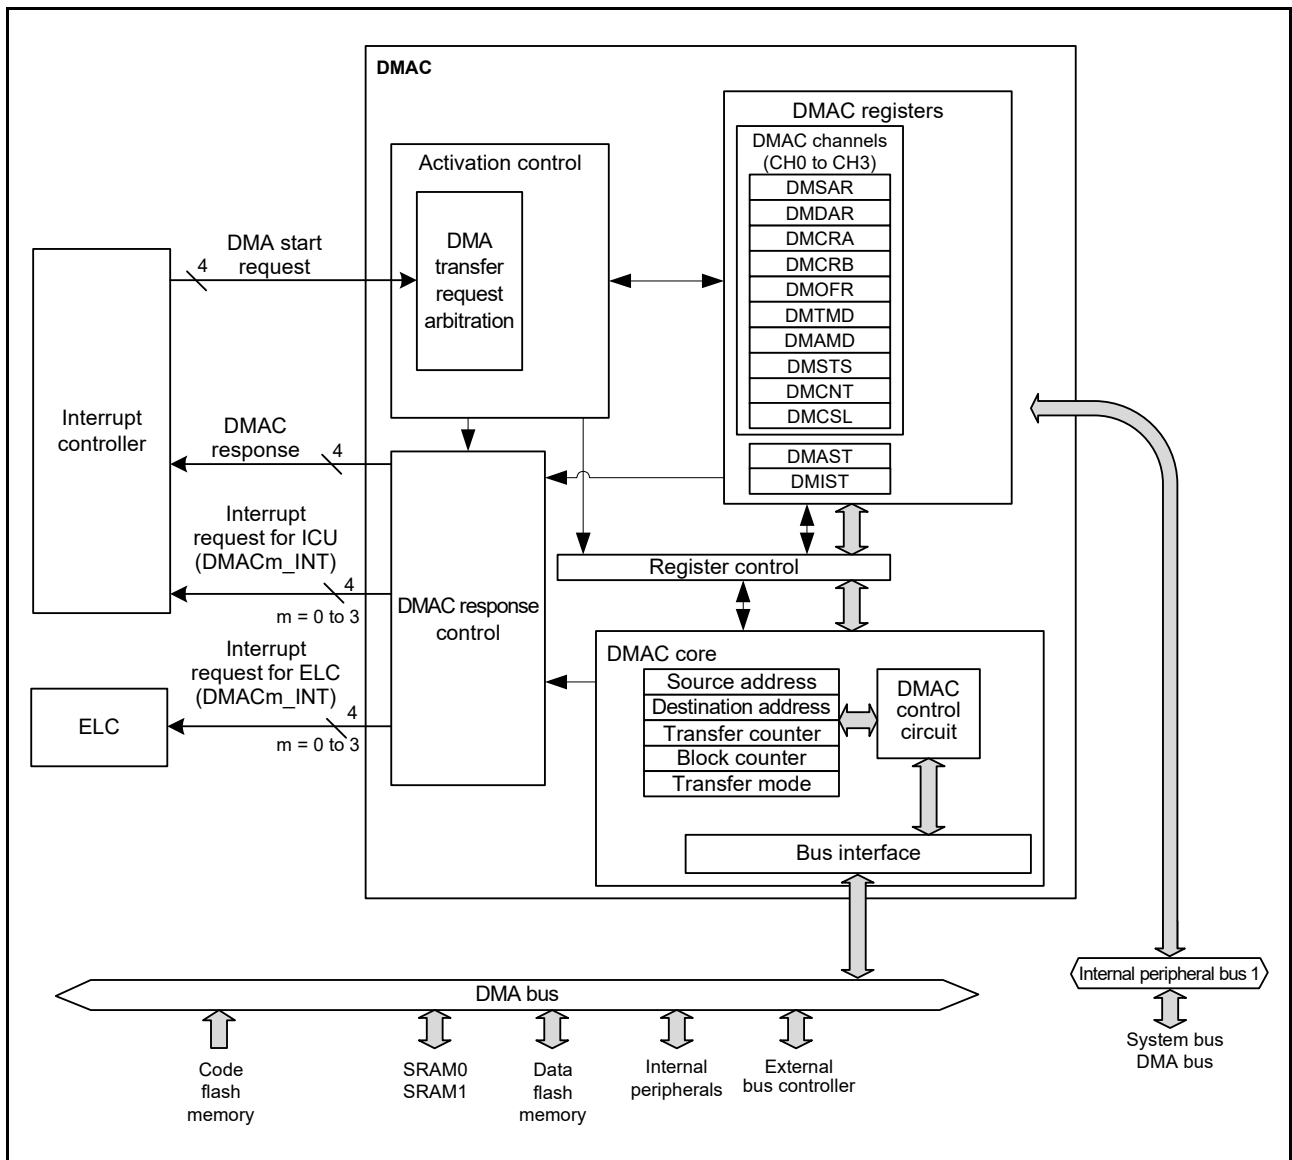 DMAC
DMAC registers
DMAC channels
(CH0 to CH3)
DMSAR
DMDAR
DMCRA
DMCRB
DMOFR
DMTMD
DMAMD
DMSTS
DMCNT
DMCSL
DMAST
DMIST
Activation control
DMA
transfer
request
arbitration
DMA start
request
4
Interrupt
controller
DMAC
response
4
Interrupt
request for ICU
(DMACm_INT)
4
m = 0 to 3
DMAC response
control
Interrupt
request for ELC
(DMACm_INT)
4
m = 0 to 3
ELC
Register control
DMAC core
Source address
Destination address
Transfer counter
Block counter
Transfer mode
DMAC
control
circuit
Bus interface
DMA bus
Internal peripheral bus 1
System bus
DMA bus
Code
flash
memory
SRAM0
SRAM1
Data
flash
memory
Internal
peripherals
External
bus controller